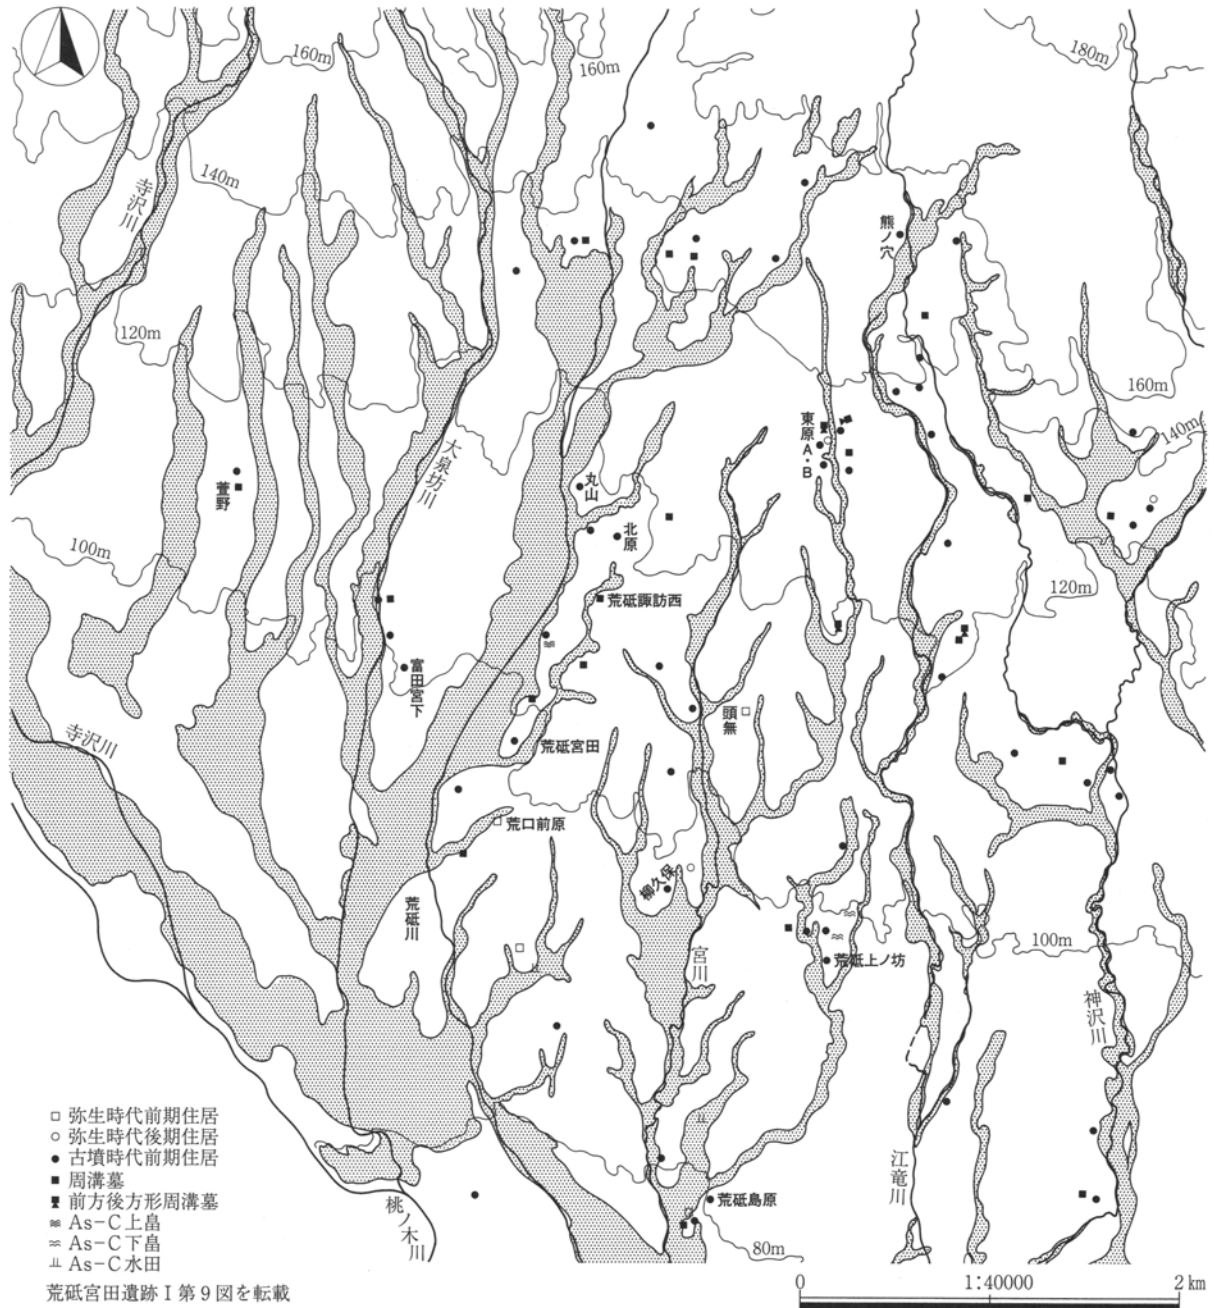 160m
160m
180m
140m
寺沢川
熊ノ穴
120m
160m
140m
東原A・B
大泉坊川
丸山
萱野
北原
100m
120m
荒砥諏訪西
富田宮下
頭無
寺沢川
荒砥宮田
荒口前原
柳久保
荒砥川
宮川
100m
荒砥上ノ坊
神沢川
弥生時代前期住居
弥生時代後期住居
古墳時代前期住居
周溝墓
前方後方形周溝墓
As-C上畠
As-C下畠
As-C水田
桃ノ木川
江竜川
荒砥島原
80m
荒砥宮田遺跡Ⅰ第9図を転載
0 1:40000 2km